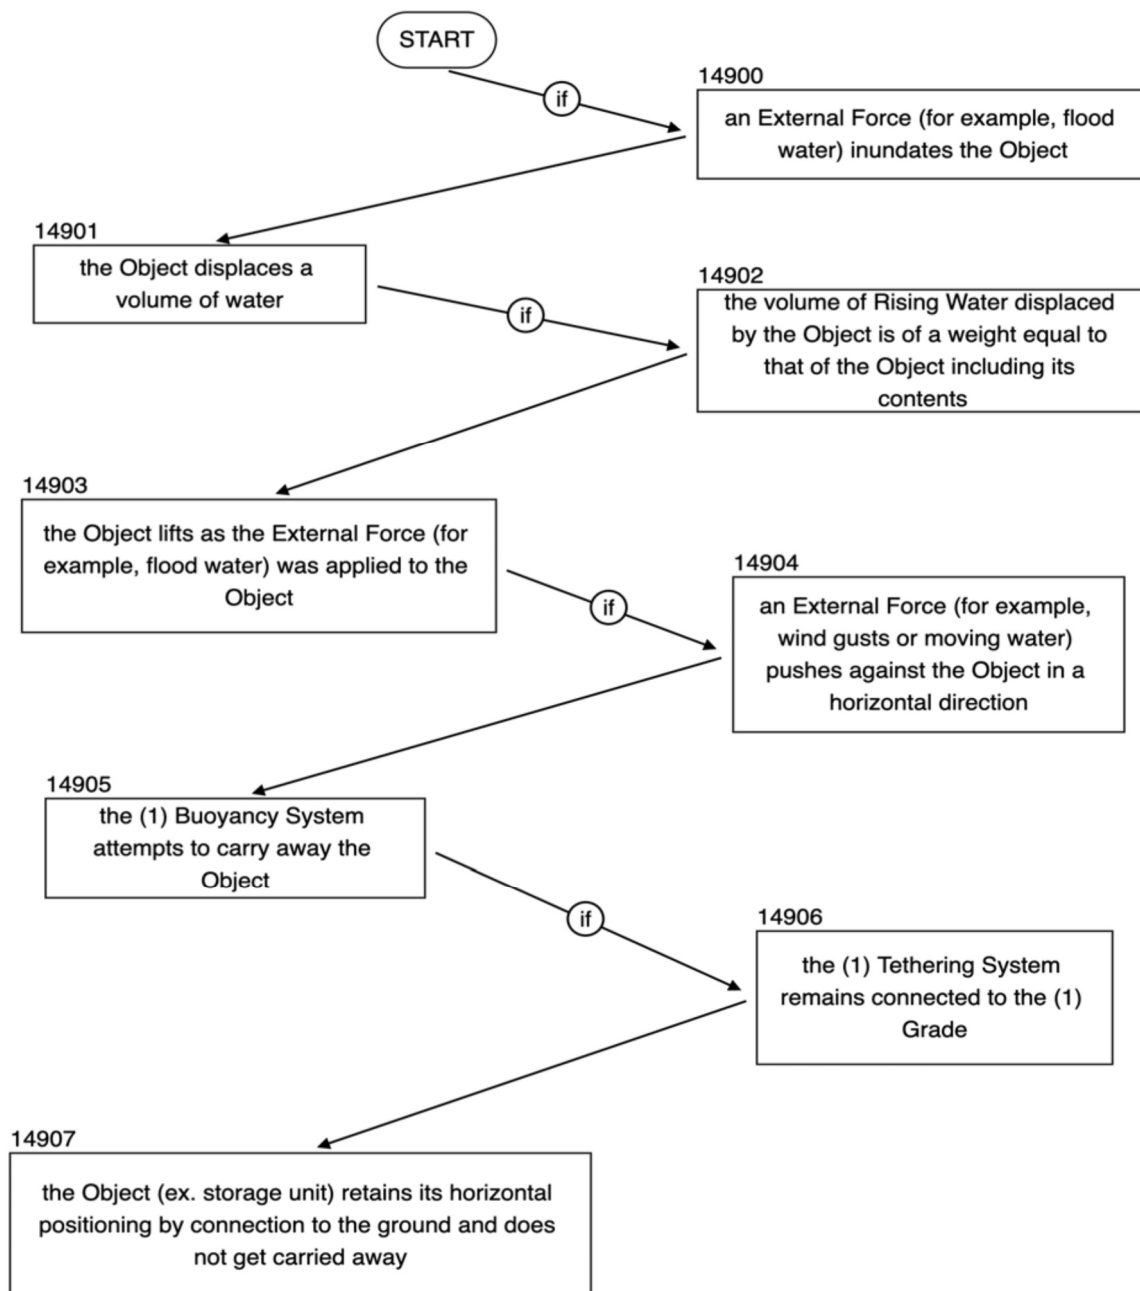 START
if
14900
an External Force (for example, flood
water) inundates the Object
14901
the Object displaces a
volume of water
if
14902
the volume of Rising Water displaced
by the Object is of a weight equal to
that of the Object including its
contents
14903
the Object lifts as the External Force (for
example, flood water) was applied to the
Object
if
14904
an External Force (for example,
wind gusts or moving water)
pushes against the Object in a
horizontal direction
14905
the (1) Buoyancy System
attempts to carry away the
Object
if
14906
the (1) Tethering System
remains connected to the (1)
Grade
14907
the Object (ex. storage unit) retains its horizontal
positioning by connection to the ground and does
not get carried away